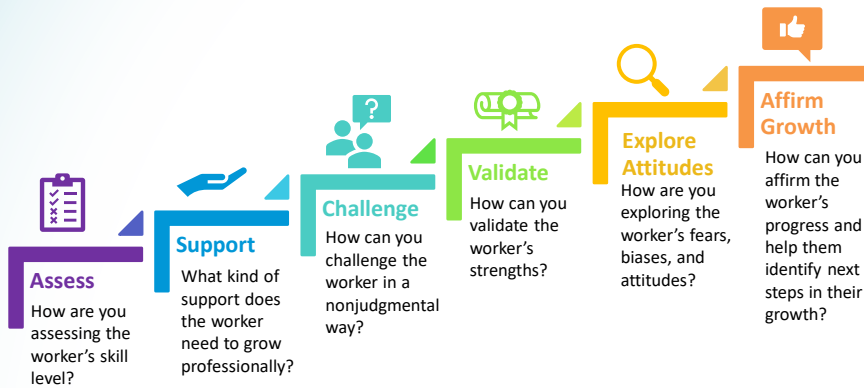 Assess
How are you
assessing the
worker's skill
level?
Support
What kind of
support does
the worker
need to grow
professionally?
?
Challenge
How can you
challenge the
worker in a
nonjudgmental
way?
Validate
How can you
validate the
worker's
strengths?
Explore
Attitudes
How are you
exploring the
worker's fears,
biases, and
attitudes?
Affirm
Growth
How can you
affirm the
worker's
progress and
help them
identify next
steps in their
growth?